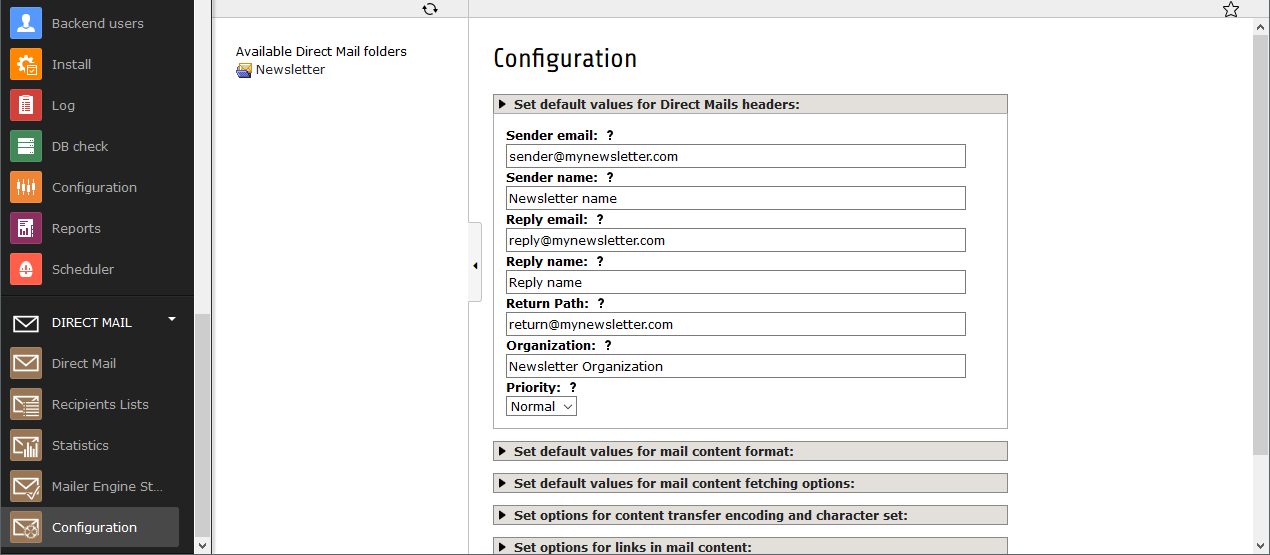 Backend users
Install
Log
DB check
Configuration
Reports
Scheduler
DIRECT MAIL
Direct Mail
Recipients Lists
Statistics
Mailer Engine St...
Configuration
Available Direct Mail folders
Newsletter
Configuration
Set default values for Direct Mails headers:
Sender email: ?
sender@mynewsletter.com
Sender name: ?
Newsletter name
Reply email: ?
reply@mynewsletter.com
Reply name: ?
Reply name
Return Path: ?
return@mynewsletter.com
Organization: ?
Newsletter Organization
Priority: ?
Normal
Set default values for mail content format:
Set default values for mail content fetching options:
Set options for content transfer encoding and character set:
Set options for links in mail content: